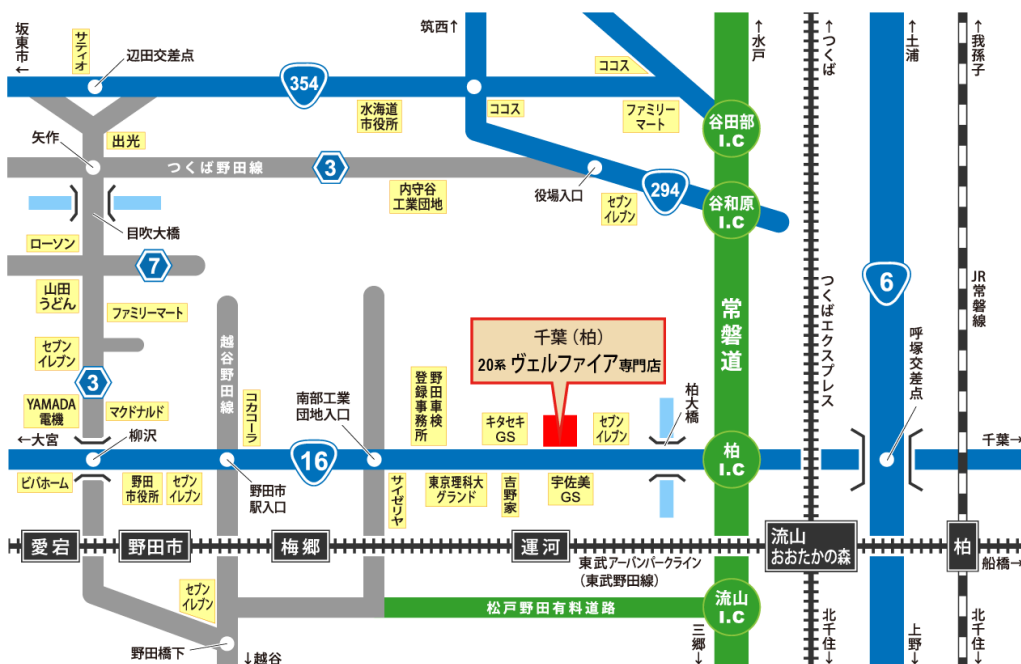 坂東市←
サティオ
辺田交差点
筑西↑
354
水海道
市役所
ココス
ココス
ファミリー
マート
谷田部
I.C
↑水戸
↑つくば
↑土浦
↑我孫子
矢作
出光
つくば野田線
3
内守谷
工業団地
役場入口
セブン
イレブン
294
谷和原
I.C
目吹大橋
ローソン
7
山田
うどん
ファミリーマート
セブン
イレブン
3
越谷野田線
常磐道
つくばエクスプレス
6
JR常磐線
千葉(柏)
20系 ヴェルファイア専門店
YAMADA
電機
マクドナルド
コカコーラ
南部工業
団地入口
野田車検
登録事務所
キタセキ
GS
セブン
イレブン
柏大橋
呼塚交差点
←大宮
柳沢
16
柏
I.C
千葉→
ビバホーム
野田
市役所
セブン
イレブン
野田市
駅入口
サイゼリヤ
東京理科大
グランド
吉野家
宇佐美
GS
愛宕
野田市
梅郷
運河
東武アーバンパークライン
(東武野田線)
流山
おおたかの森
柏
船橋→
セブン
イレブン
松戸野田有料道路
流山
I.C
野田橋下
↓越谷
三郷↓
北千住↓
上野↓
北千住↓